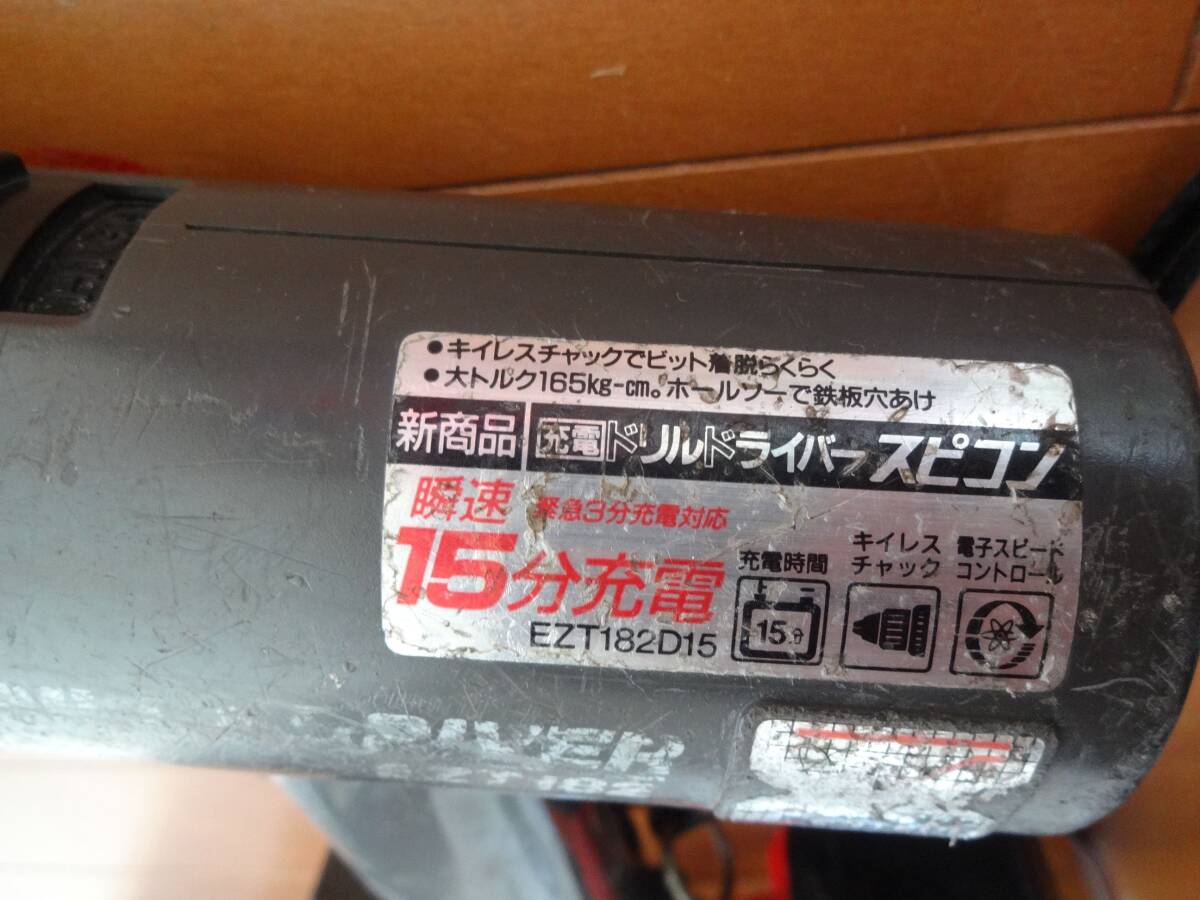 ●キイレスチャックでビット着脱らくらく
●大トルク165kg-cm。ホールソーで鉄板穴あけ
新商品 充電ドリルドライバー スピコン
瞬速 緊急3分充電対応
15分充電
EZT182D15
充電時間
15分
キイレス
チャック
電子スピード
コントロール